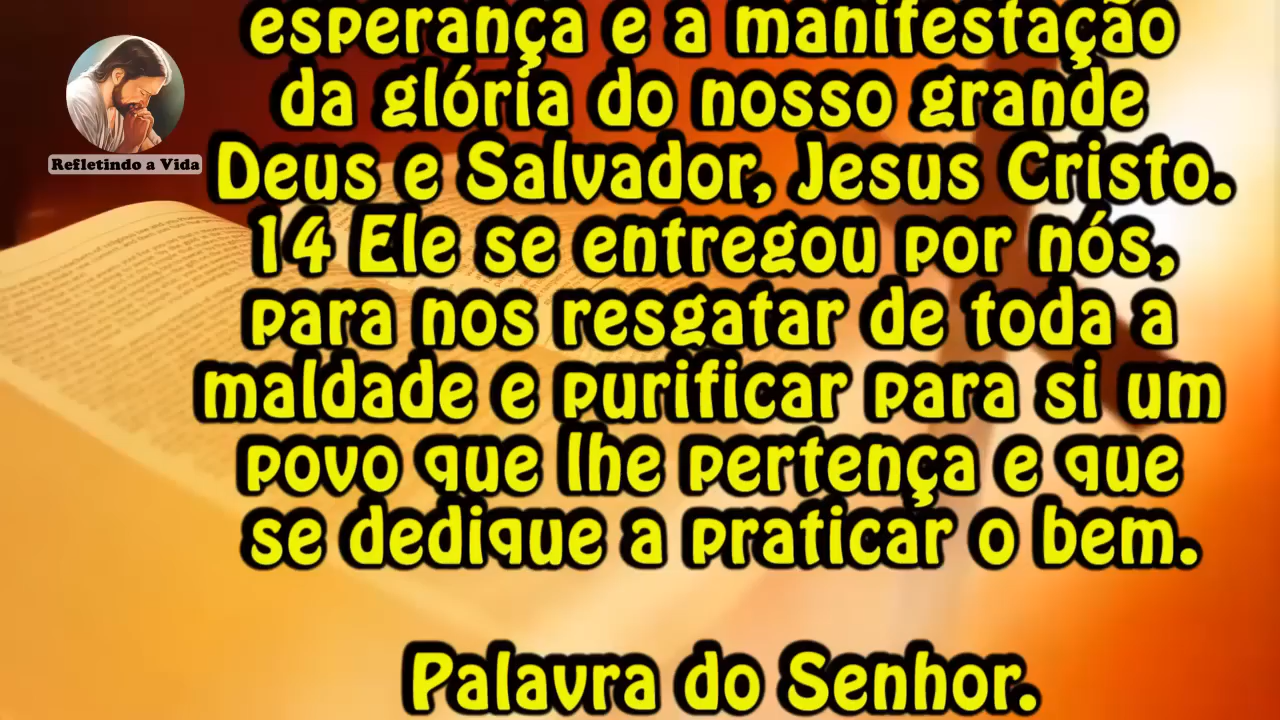 esperança e a manifestação
da glória do nosso grande
Deus e Salvador, Jesus Cristo.
14 Ele se entregou por nós,
para nos resgatar de toda a
maldade e purificar para si um
povo que lhe pertença e que
se dedique a praticar o bem.
Palavra do Senhor.
Refletindo a Vida